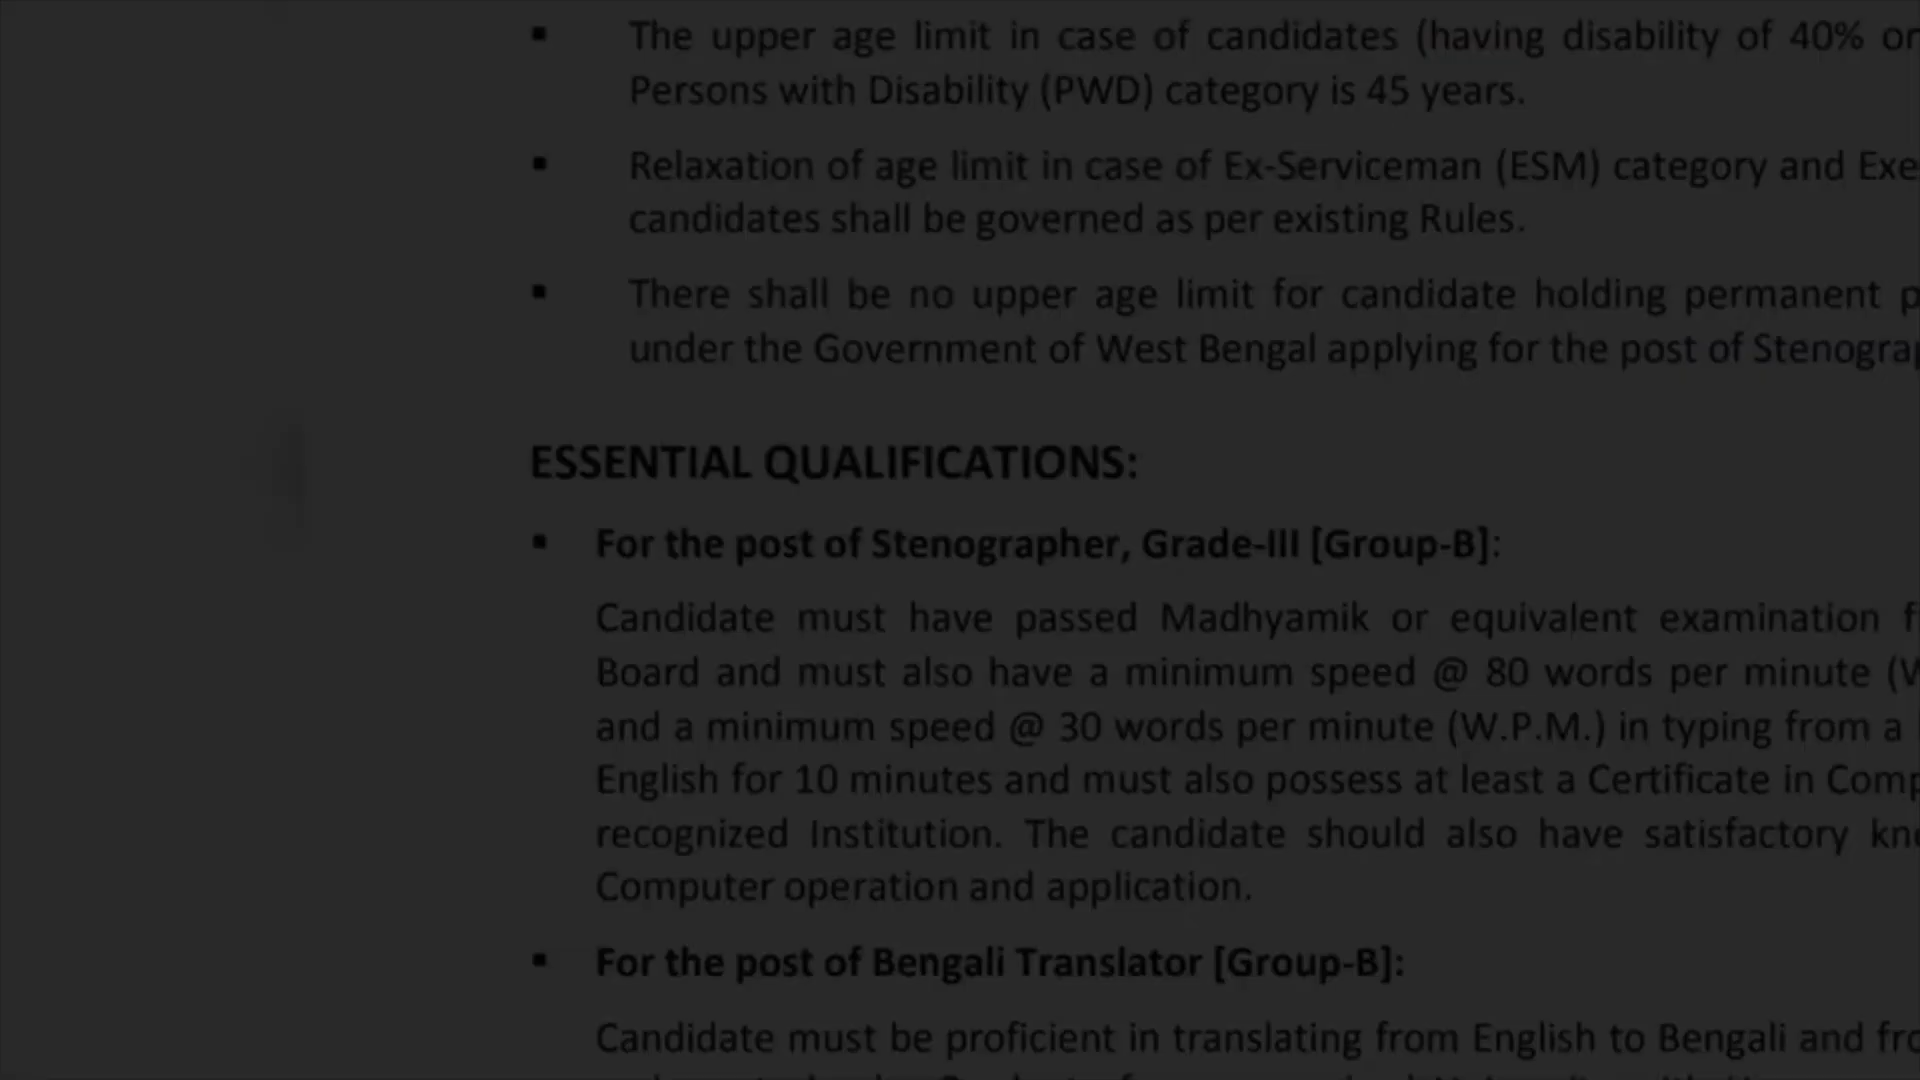 ▪ The upper age limit in case of candidates (having disability of 40% or
Persons with Disability (PWD) category is 45 years.
▪ Relaxation of age limit in case of Ex-Serviceman (ESM) category and Exe
candidates shall be governed as per existing Rules.
▪ There shall be no upper age limit for candidate holding permanent p
under the Government of West Bengal applying for the post of Stenograp
ESSENTIAL QUALIFICATIONS:
▪ For the post of Stenographer, Grade-III [Group-B]:
Candidate must have passed Madhyamik or equivalent examination f
Board and must also have a minimum speed @ 80 words per minute (W
and a minimum speed @ 30 words per minute (W.P.M.) in typing from a
English for 10 minutes and must also possess at least a Certificate in Comp
recognized Institution. The candidate should also have satisfactory kno
Computer operation and application.
▪ For the post of Bengali Translator [Group-B]:
Candidate must be proficient in translating from English to Bengali and fro